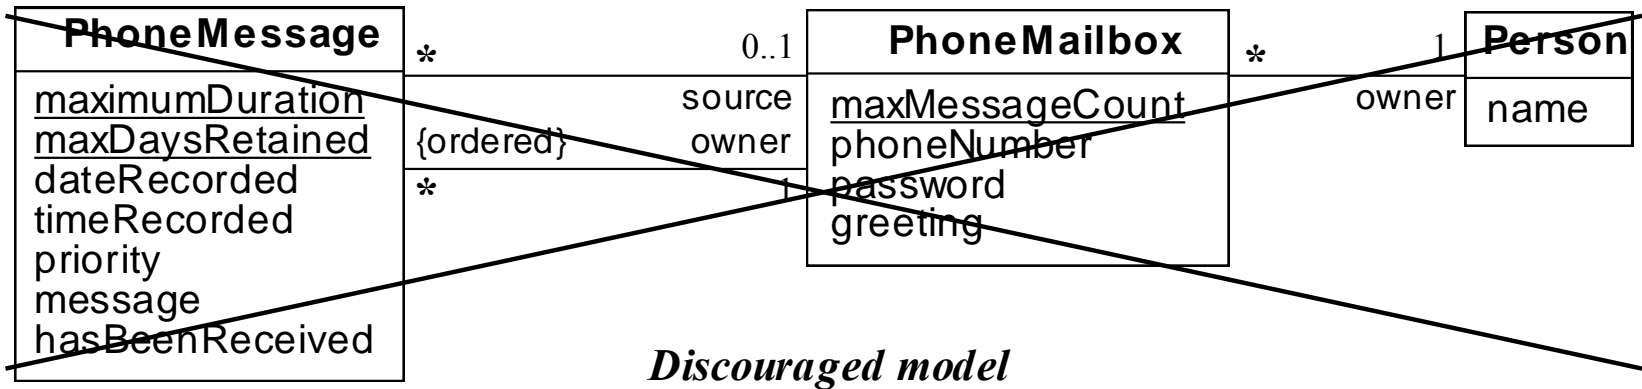 PhoneMessage
maximumDuration
maxDaysRetained
dateRecorded
timeRecorded
priority
message
hasBeenReceived
* 0..1
source
{ordered} owner
* 1
PhoneMailbox
maxMessageCount
phoneNumber
password
greeting
* 1
owner
Person
name
Discouraged model